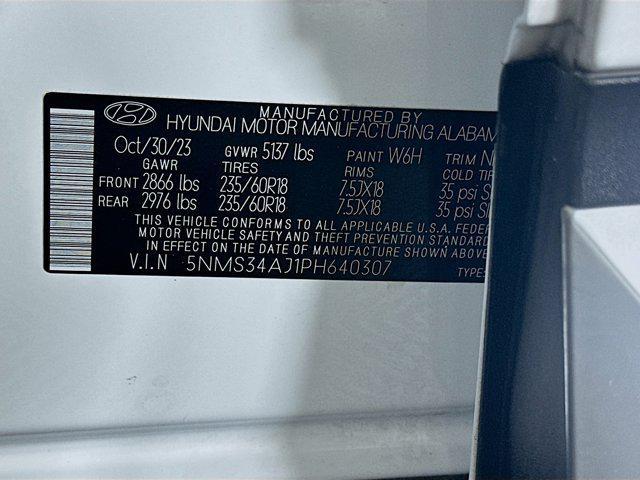 MANUFACTURED BY
HYUNDAI MOTOR MANUFACTURING ALABAM
Oct/30/23 GVWR 5137 lbs PAINT W6H TRIM
GAWR TIRES RIMS COLD
FRONT 2866 lbs 235/60R18 7.5JX18 35 psi
REAR 2976 lbs 235/60R18 7.5JX18 35 psi
THIS VEHICLE CONFORMS TO ALL APPLICABLE U.S.A. FEDER
MOTOR VEHICLE SAFETY AND THEFT PREVENTION STANDARD
IN EFFECT ON THE DATE OF MANUFACTURE SHOWN ABOVE
V.I.N 5NMS34AJ1PH640307 TYPE